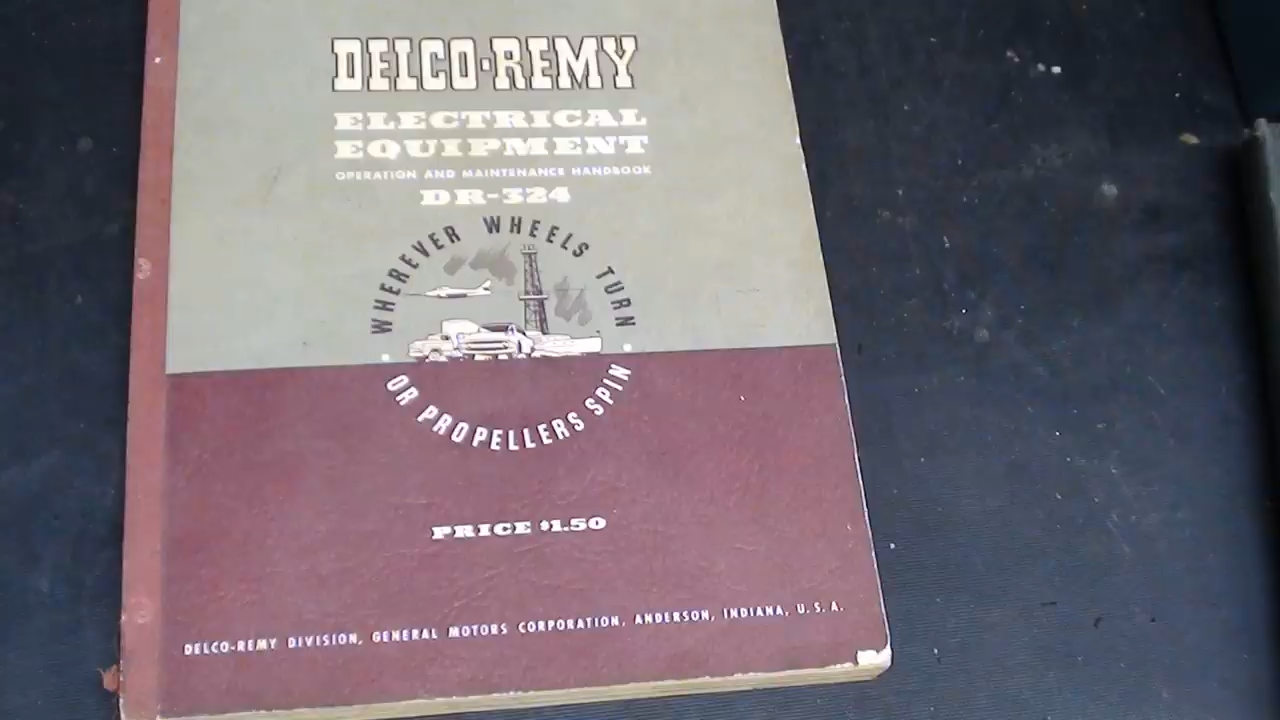 DELCO-REMY
ELECTRICAL
EQUIPMENT
OPERATION AND MAINTENANCE HANDBOOK
DR-324
WHEREVER WHEELS TURN
OR PROPELLERS SPIN
PRICE $1.50
DELCO-REMY DIVISION, GENERAL MOTORS CORPORATION, ANDERSON, INDIANA, U.S.A.